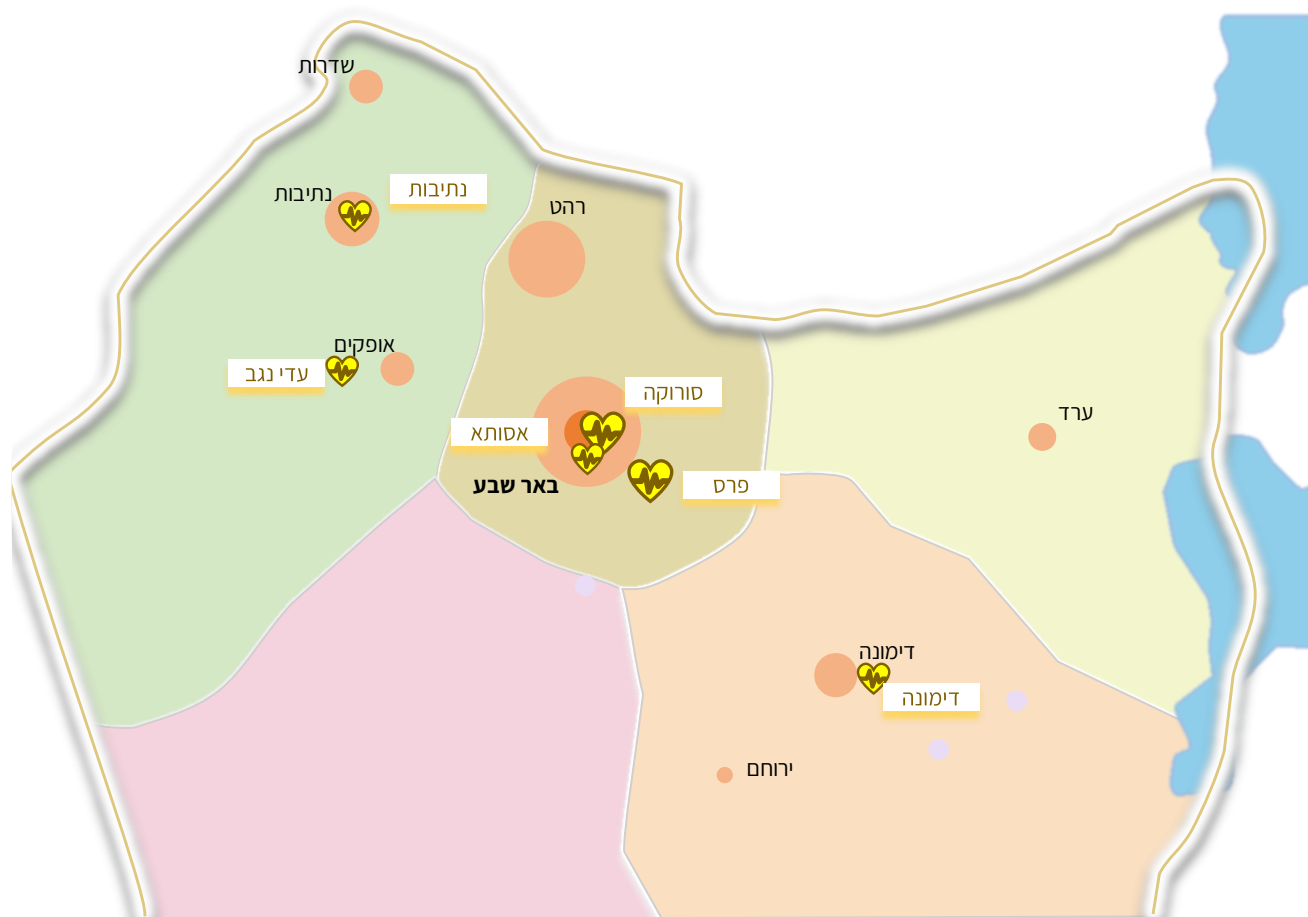 שדרות
נתיבות
נתיבות
רהט
אופקים
עדי נגב
סורוקה
ערד
אסותא
באר שבע
פרס
דימונה
דימונה
ירוחם